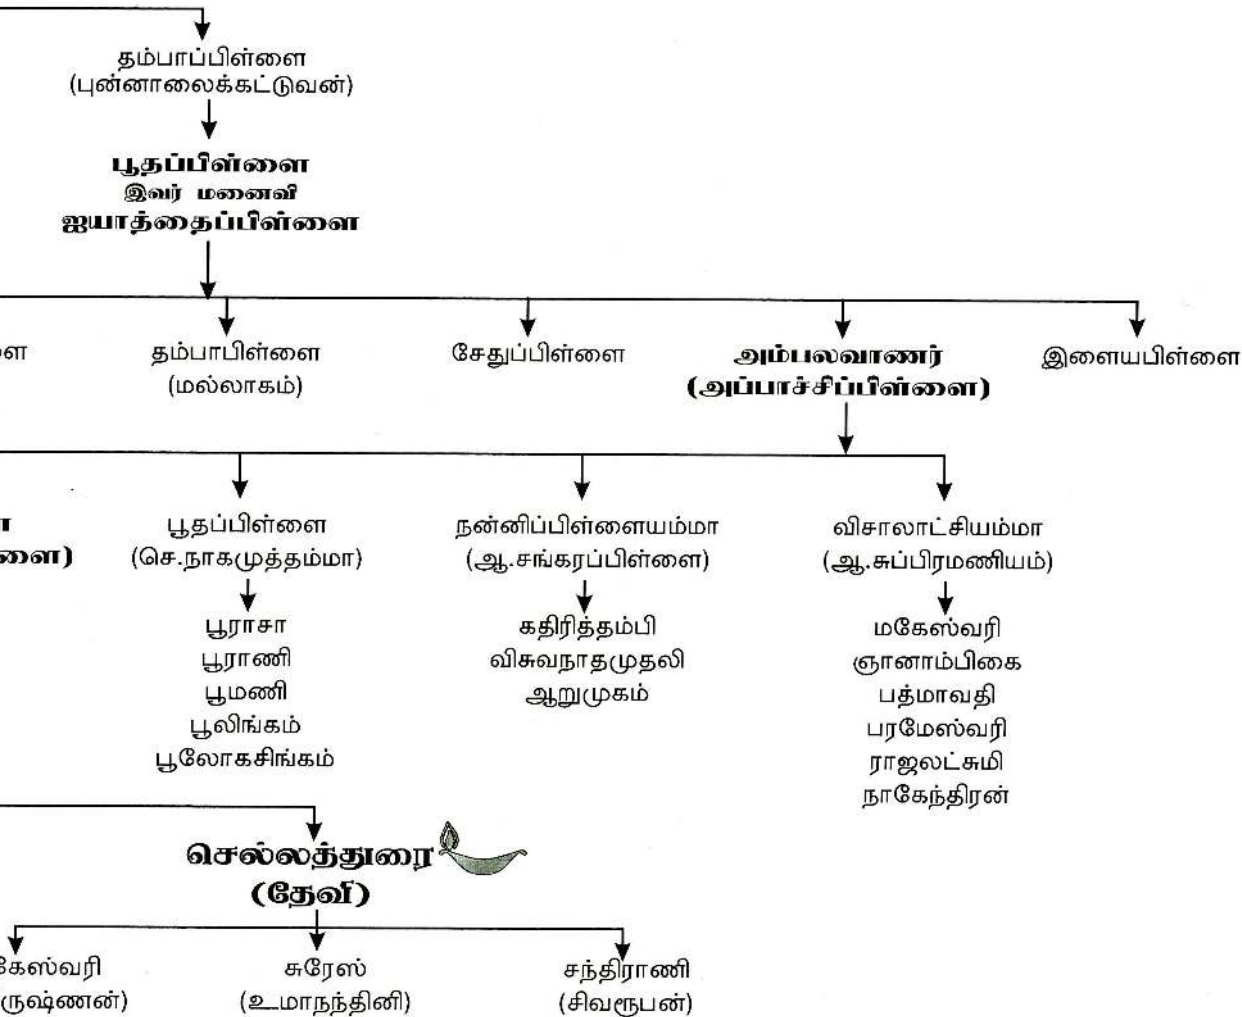 தம்பாப்பிள்ளை
(புன்னாலைக்கட்டுவன்)
பூதப்பிள்ளை
இவர் மனைவி
ஐயாத்தைப்பிள்ளை
தம்பாபிள்ளை
(மல்லாகம்)
சேதுப்பிள்ளை
அம்பலவாணர்
(அப்பாச்சிப்பிள்ளை)
இளையபிள்ளை
பூதப்பிள்ளை
(செ.நாகமுத்தம்மா)
பூராசா
பூராணி
பூமணி
பூலிங்கம்
பூலோகசிங்கம்
நன்னிப்பிள்ளையம்மா
(ஆ.சங்கரப்பிள்ளை)
கதிரித்தம்பி
விசுவநாதமுதலி
ஆறுமுகம்
விசாலாட்சியம்மா
(ஆ.சுப்பிரமணியம்)
மகேஸ்வரி
ஞானாம்பிகை
பத்மாவதி
பரமேஸ்வரி
ராஜலட்சுமி
நாகேந்திரன்
செல்லத்துரை
(தேவி)
கேஸ்வரி
ருஷ்ணன்)
சுரேஸ்
(உமாநந்தினி)
சந்திராணி
(சிவரூபன்)